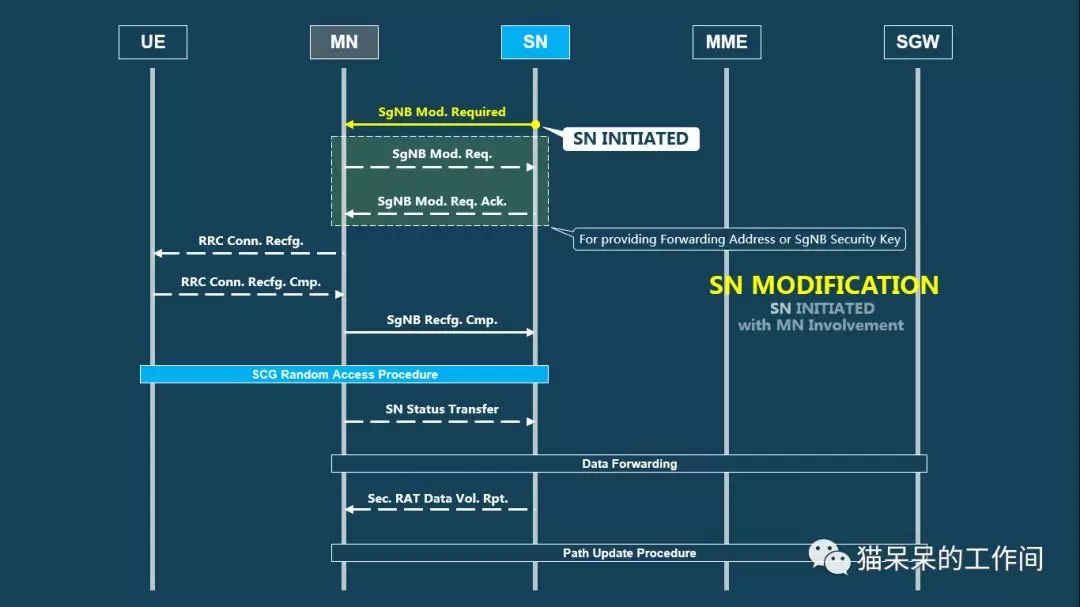 UE
MN
SN
MME
SGW
SgNB Mod. Required
SN INITIATED
SgNB Mod. Req.
SgNB Mod. Req. Ack.
For providing Forwarding Address or SgNB Security Key
RRC Conn. Recfg.
RRC Conn. Recfg. Cmp.
SN MODIFICATION
SN INITIATED
with MN Involvement
SgNB Recfg. Cmp.
SCG Random Access Procedure
SN Status Transfer
Data Forwarding
Sec. RAT Data Vol. Rpt.
Path Update Procedure
猫呆呆的工作间